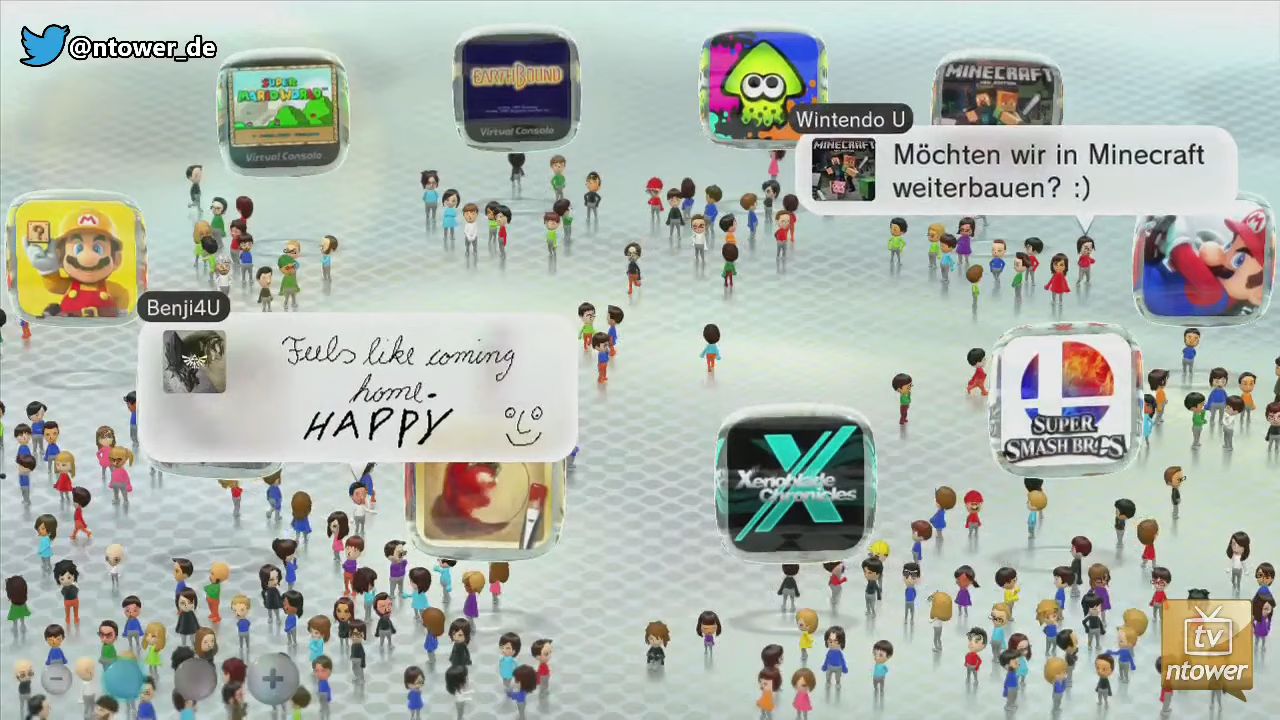 @ntower_de
SUPER
MARIO WORLD
Virtual Console
EARTHBOUND
Virtual Console
MINECRAFT
Wintendo U
MINECRAFT
Möchten wir in Minecraft
weiterbauen? :)
?
M
M
Benji4U
Feels like coming
home.
HAPPY
SUPER
SMASH BROS
Xenoblade
Chronicles
X
tv
ntower